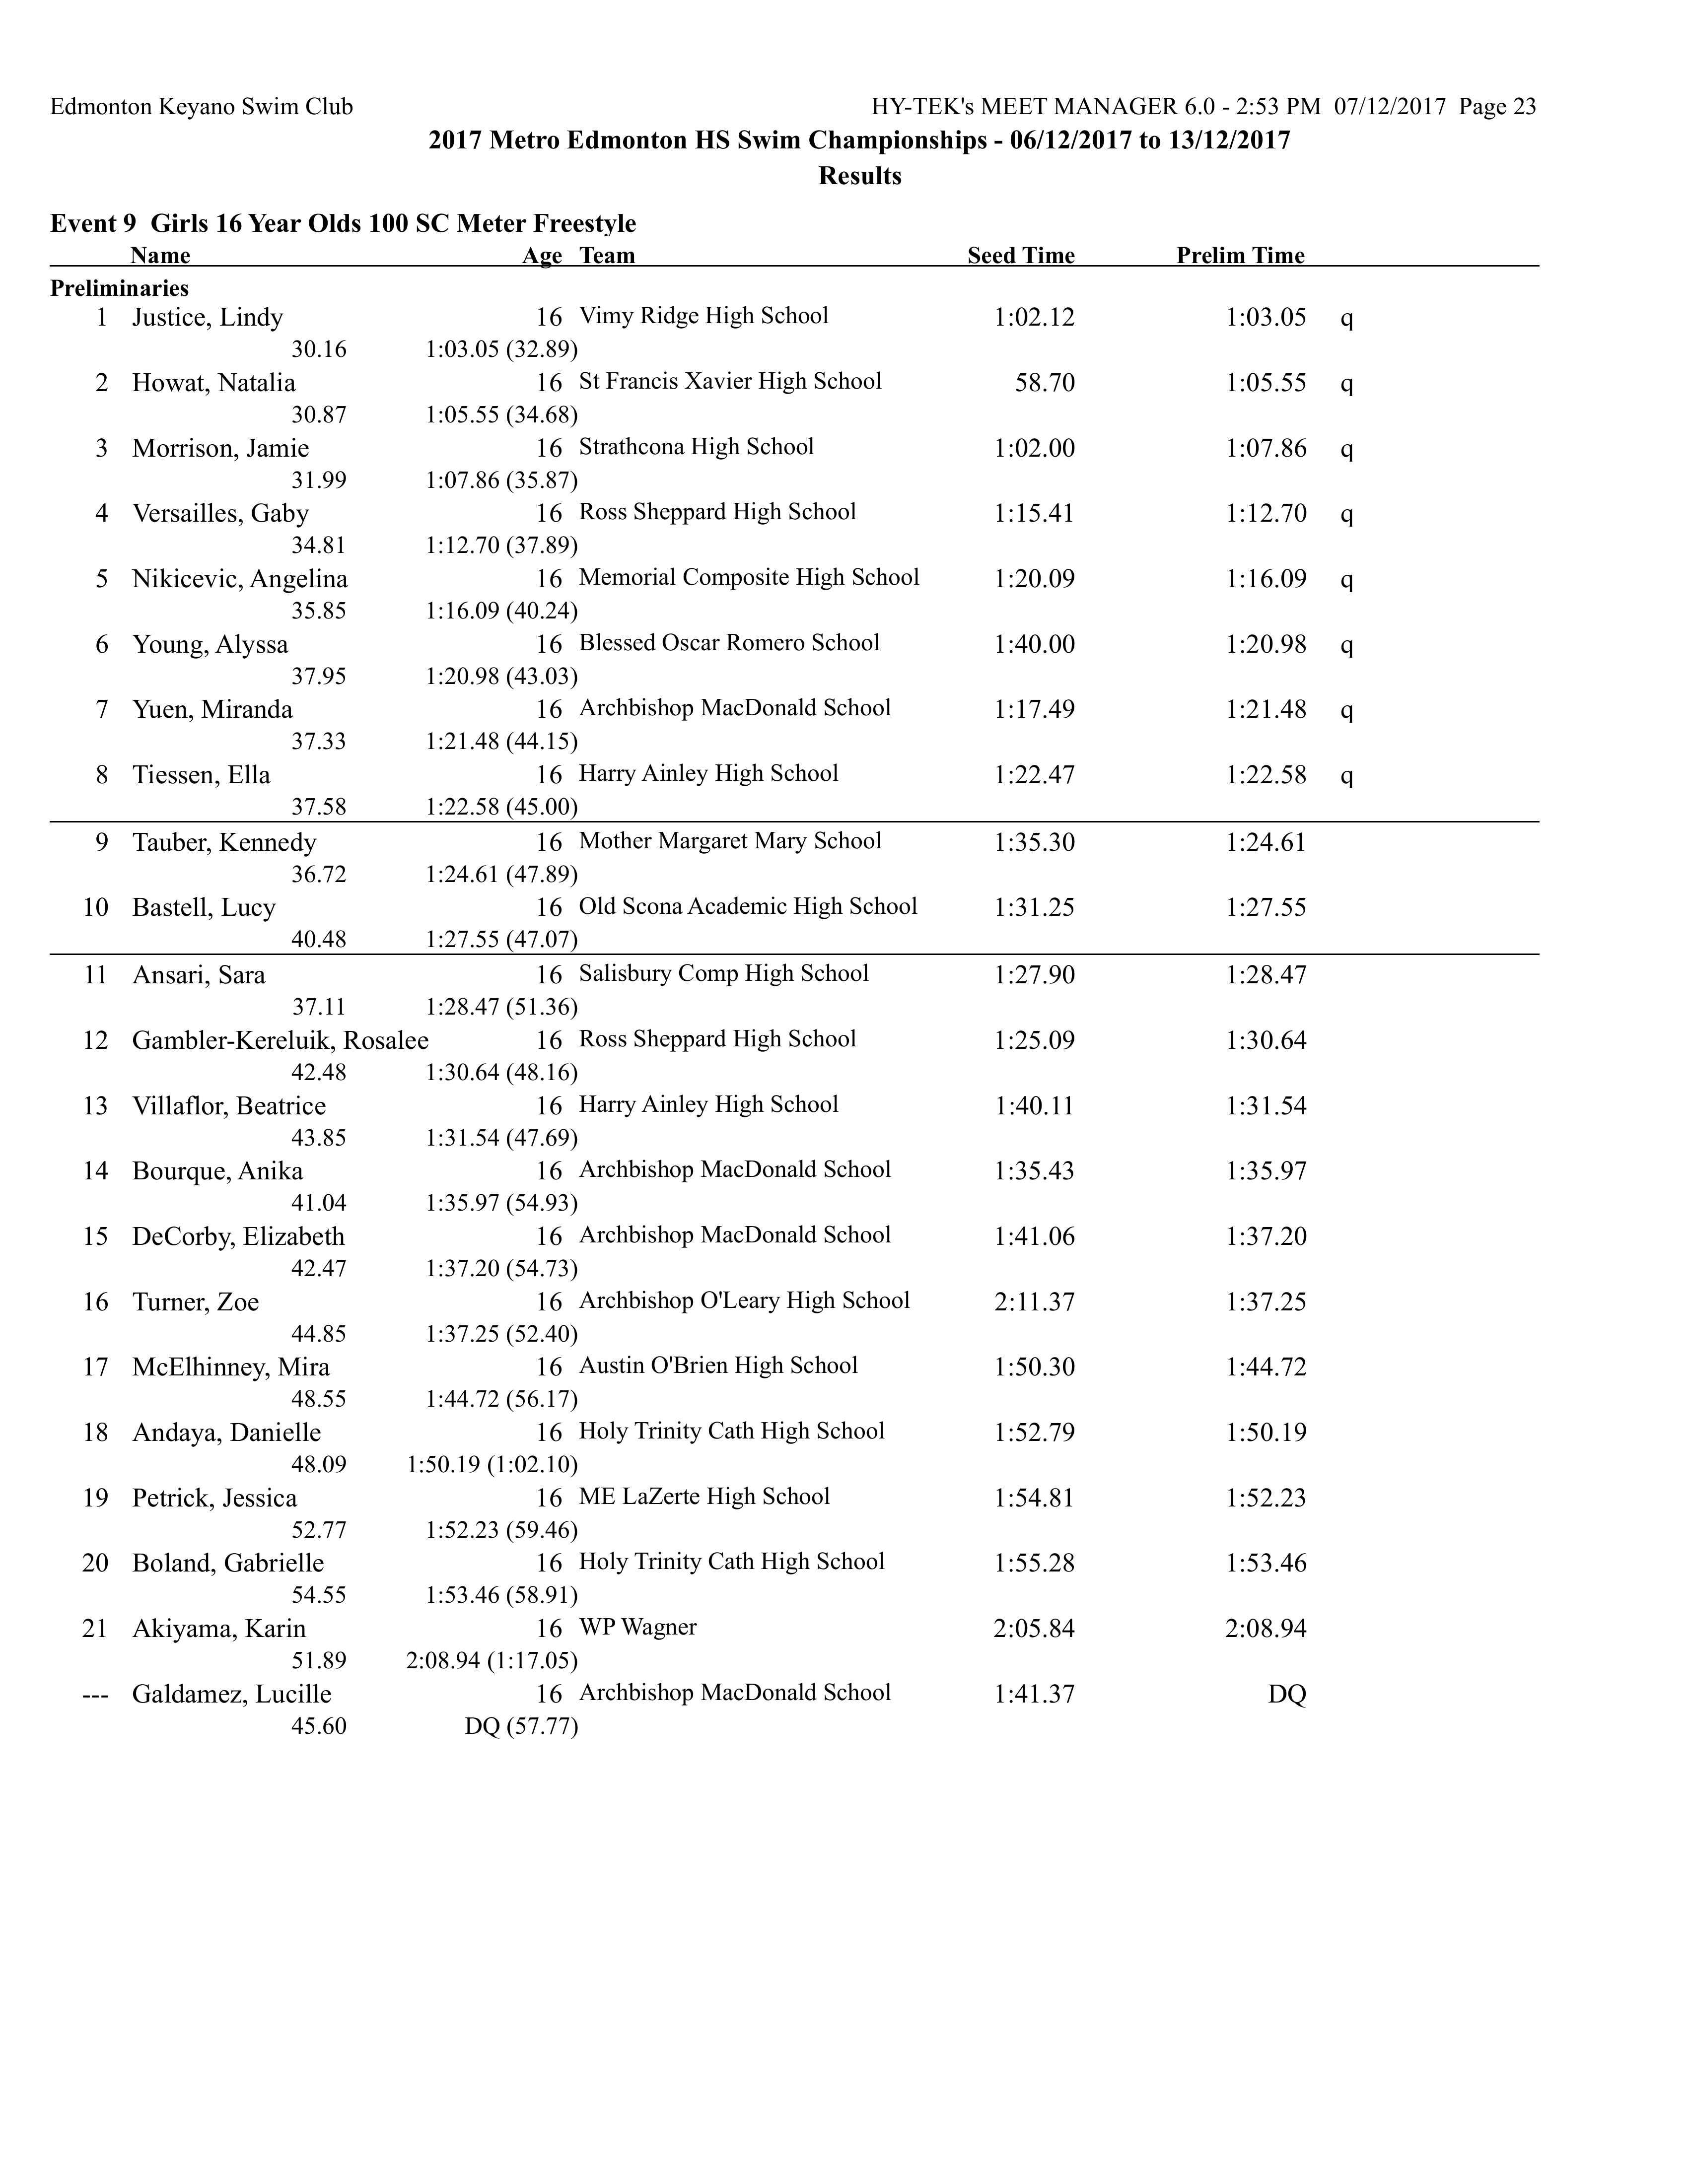 Edmonton Keyano Swim Club HY-TEK's MEET MANAGER 6.0 - 2:53 PM 07/12/2017 Page 23
2017 Metro Edmonton HS Swim Championships - 06/12/2017 to 13/12/2017
Results
Event 9 Girls 16 Year Olds 100 SC Meter Freestyle
Name Age Team Seed Time Prelim Time
Preliminaries
1 Justice, Lindy 16 Vimy Ridge High School 1:02.12 1:03.05 q
30.16 1:03.05 (32.89)
2 Howat, Natalia 16 St Francis Xavier High School 58.70 1:05.55 q
30.87 1:05.55 (34.68)
3 Morrison, Jamie 16 Strathcona High School 1:02.00 1:07.86 q
31.99 1:07.86 (35.87)
4 Versailles, Gaby 16 Ross Sheppard High School 1:15.41 1:12.70 q
34.81 1:12.70 (37.89)
5 Nikicevic, Angelina 16 Memorial Composite High School 1:20.09 1:16.09 q
35.85 1:16.09 (40.24)
6 Young, Alyssa 16 Blessed Oscar Romero School 1:40.00 1:20.98 q
37.95 1:20.98 (43.03)
7 Yuen, Miranda 16 Archbishop MacDonald School 1:17.49 1:21.48 q
37.33 1:21.48 (44.15)
8 Tiessen, Ella 16 Harry Ainley High School 1:22.47 1:22.58 q
37.58 1:22.58 (45.00)
9 Tauber, Kennedy 16 Mother Margaret Mary School 1:35.30 1:24.61
36.72 1:24.61 (47.89)
10 Bastell, Lucy 16 Old Scona Academic High School 1:31.25 1:27.55
40.48 1:27.55 (47.07)
11 Ansari, Sara 16 Salisbury Comp High School 1:27.90 1:28.47
37.11 1:28.47 (51.36)
12 Gambler-Kereluik, Rosalee 16 Ross Sheppard High School 1:25.09 1:30.64
42.48 1:30.64 (48.16)
13 Villaflor, Beatrice 16 Harry Ainley High School 1:40.11 1:31.54
43.85 1:31.54 (47.69)
14 Bourque, Anika 16 Archbishop MacDonald School 1:35.43 1:35.97
41.04 1:35.97 (54.93)
15 DeCorby, Elizabeth 16 Archbishop MacDonald School 1:41.06 1:37.20
42.47 1:37.20 (54.73)
16 Turner, Zoe 16 Archbishop O'Leary High School 2:11.37 1:37.25
44.85 1:37.25 (52.40)
17 McElhinney, Mira 16 Austin O'Brien High School 1:50.30 1:44.72
48.55 1:44.72 (56.17)
18 Andaya, Danielle 16 Holy Trinity Cath High School 1:52.79 1:50.19
48.09 1:50.19 (1:02.10)
19 Petrick, Jessica 16 ME LaZerte High School 1:54.81 1:52.23
52.77 1:52.23 (59.46)
20 Boland, Gabrielle 16 Holy Trinity Cath High School 1:55.28 1:53.46
54.55 1:53.46 (58.91)
21 Akiyama, Karin 16 WP Wagner 2:05.84 2:08.94
51.89 2:08.94 (1:17.05)
--- Galdamez, Lucille 16 Archbishop MacDonald School 1:41.37 DQ
45.60 DQ (57.77)